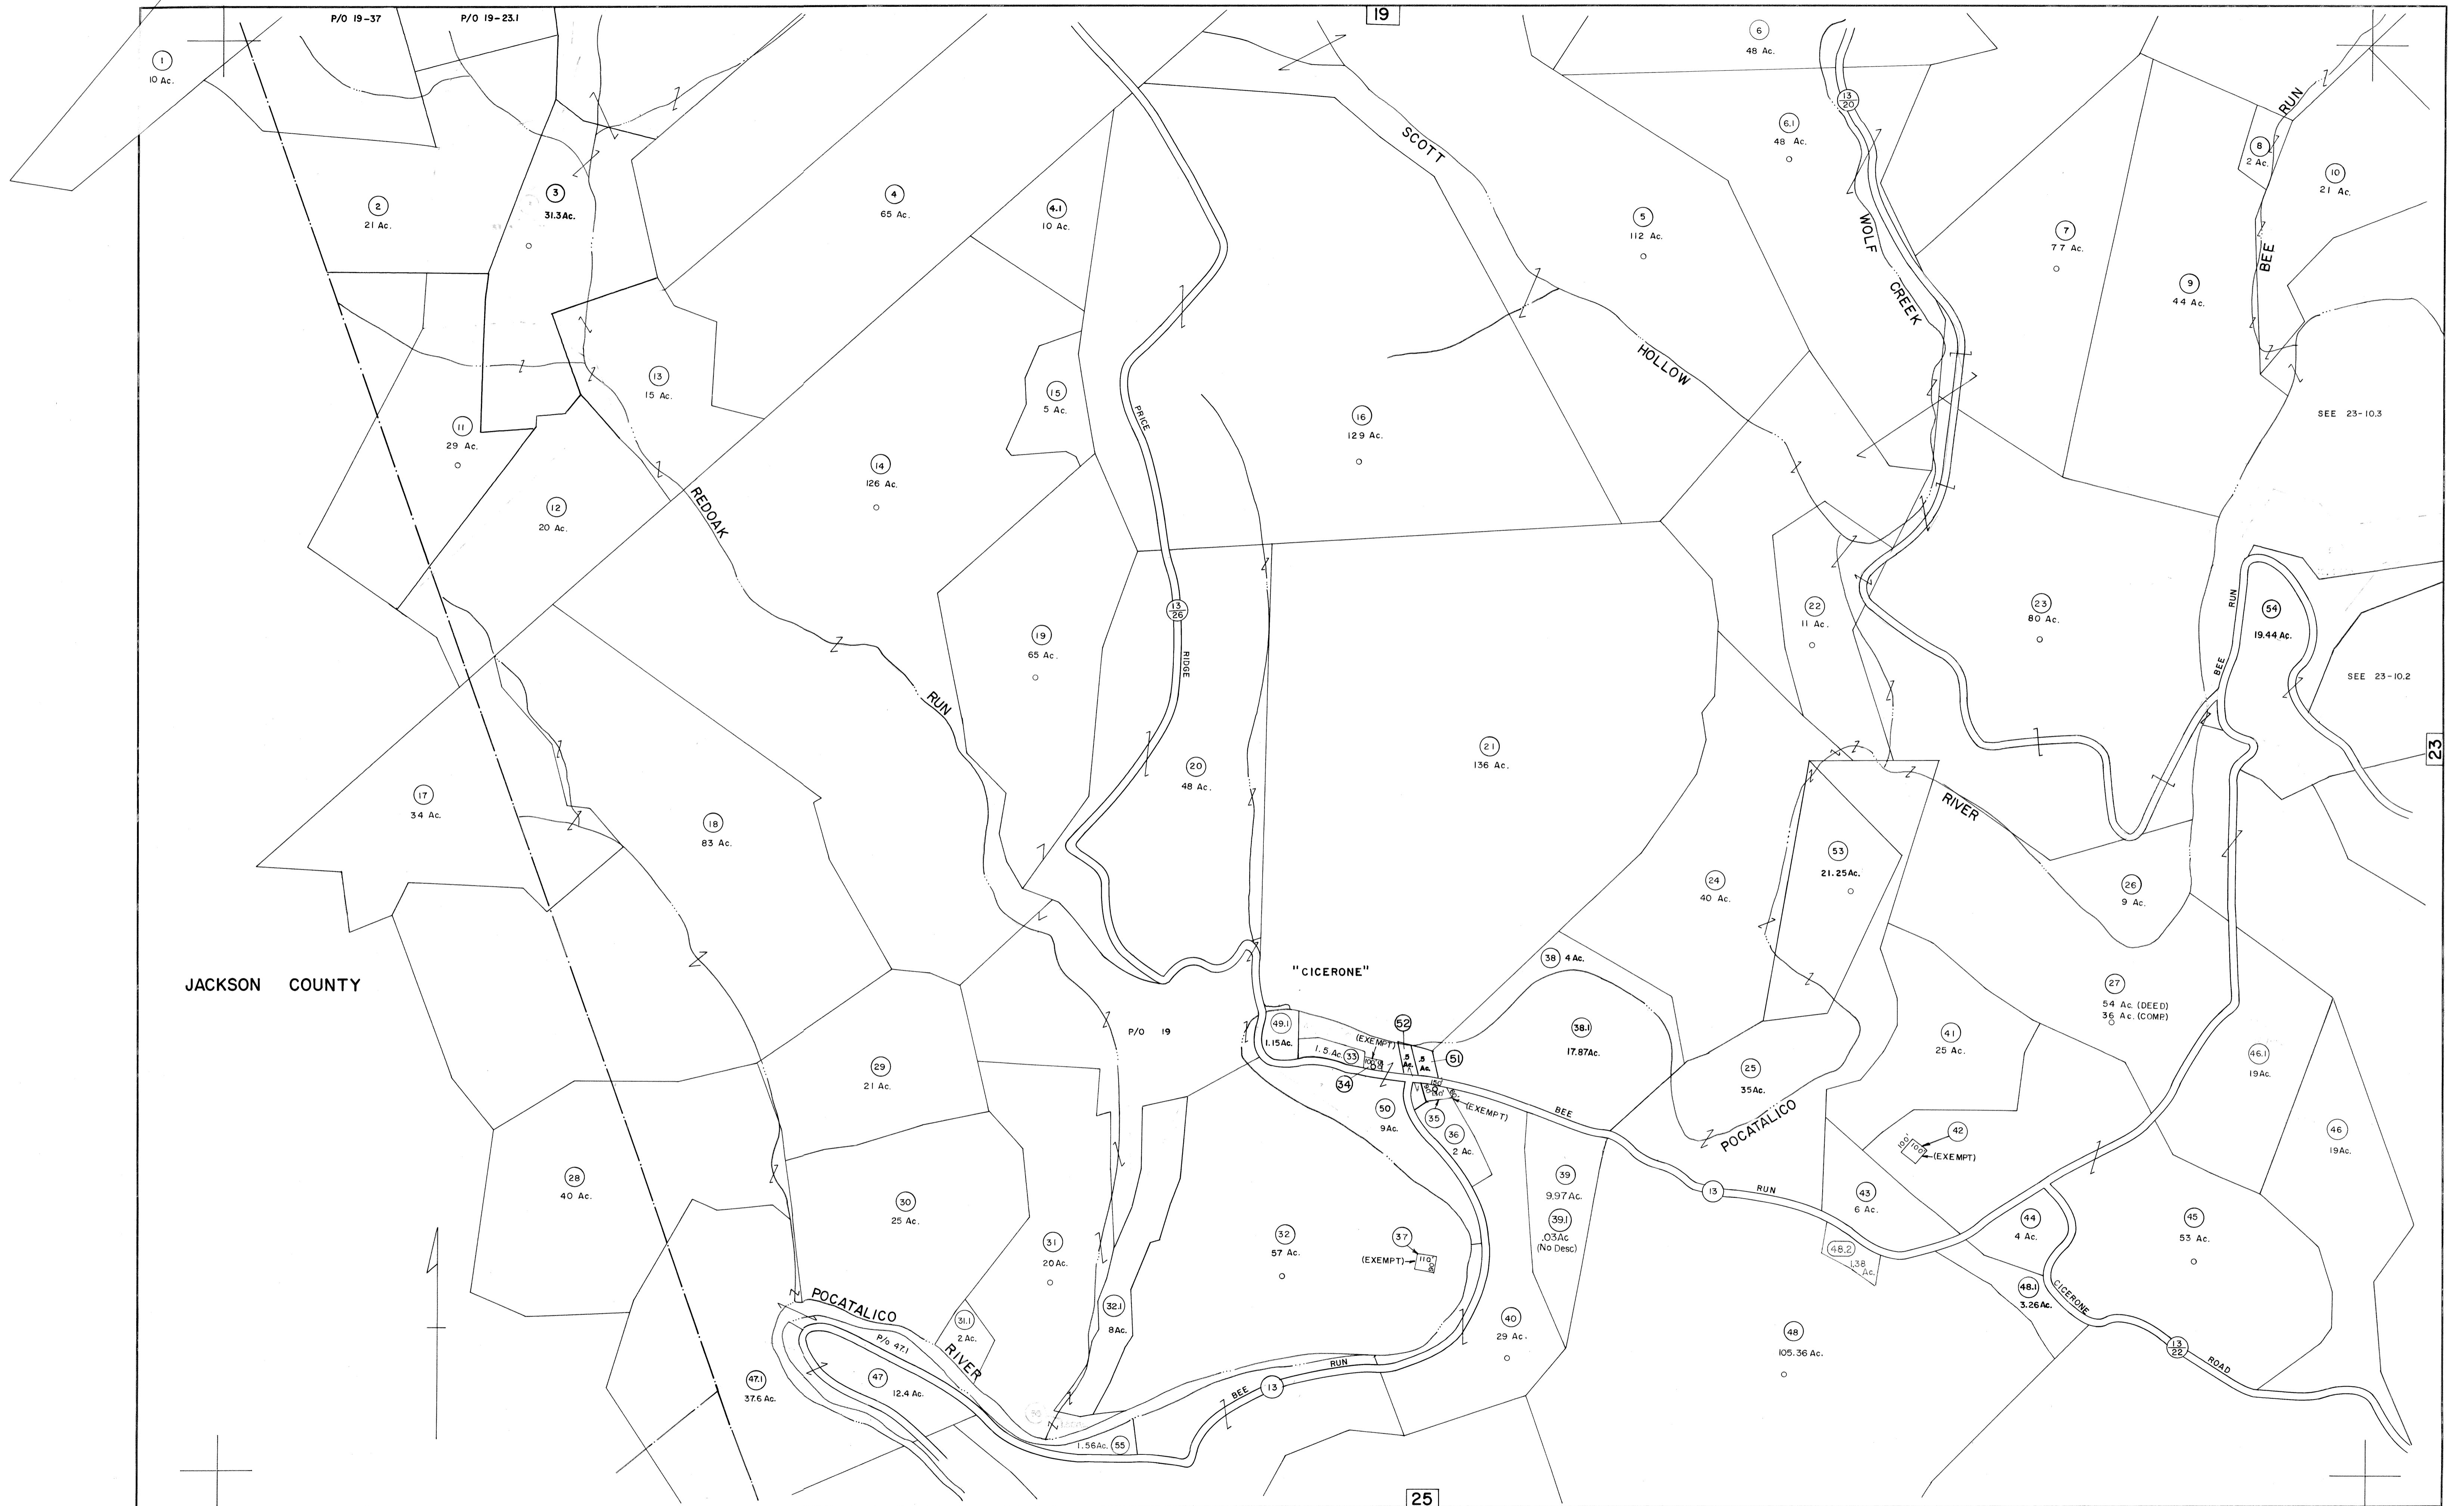 P/O 19-37
P/O 19-23.1
19
1
10 Ac.
2
21 Ac.
3
31.3 Ac.
4
65 Ac.
4.1
10 Ac.
SCOTT
HOLLOW
5
112 Ac.
6
48 Ac.
6.1
48 Ac.
13
20
WOLF
CREEK
7
77 Ac.
8
2 Ac.
RUN
BEE
9
44 Ac.
10
21 Ac.
SEE 23-10.3
11
29 Ac.
12
20 Ac.
13
15 Ac.
14
126 Ac.
15
5 Ac.
PRICE
16
129 Ac.
REDOAK
RUN
13
26
RIDGE
19
65 Ac.
22
11 Ac.
23
80 Ac.
BEE
RUN
54
19.44 Ac.
SEE 23-10.2
23
17
34 Ac.
18
83 Ac.
20
48 Ac.
21
136 Ac.
RIVER
53
21.25 Ac.
24
40 Ac.
26
9 Ac.
JACKSON COUNTY
"CICERONE"
38
4 Ac.
27
54 Ac. (DEED)
36 Ac. (COMP.)
P/O 19
49.1
1.15 Ac.
(EXEMPT)
1.5 Ac.
33
100
34
52
.5
Ac.
.5
Ac.
51
38.1
17.87 Ac.
25
35 Ac.
41
25 Ac.
46.1
19 Ac.
29
21 Ac.
50
9 Ac.
150
35
(EXEMPT)
36
2 Ac.
BEE
POCATALICO
42
100
100
(EXEMPT)
46
19 Ac.
28
40 Ac.
30
25 Ac.
39
9.97 Ac.
39.1
.03 Ac
(No Desc)
13
RUN
43
6 Ac.
44
4 Ac.
45
53 Ac.
31
20 Ac.
32
57 Ac.
37
(EXEMPT)
110
90
48.2
1.38
Ac.
48.1
3.26 Ac.
CICERONE
POCATALICO
RIVER
31.1
2 Ac.
32.1
8 Ac.
40
29 Ac.
48
105.36 Ac.
13
22
ROAD
P/O 47.1
47.1
37.6 Ac.
47
12.4 Ac.
BEE
13
RUN
1.56 Ac.
55
25